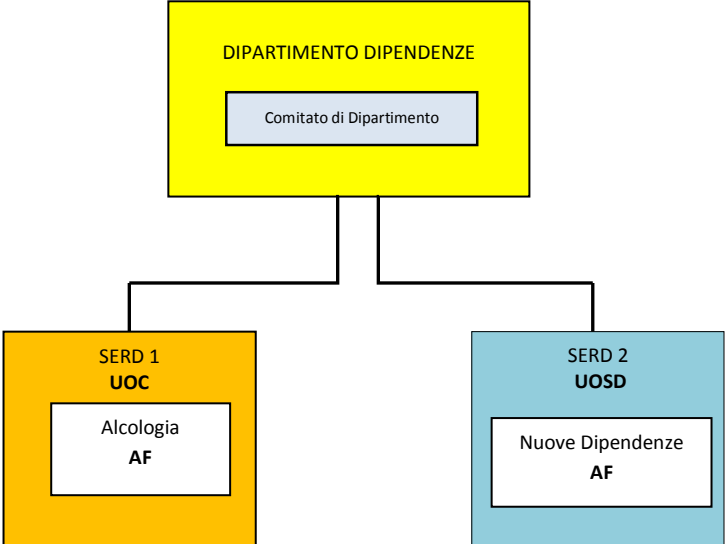 DIPARTIMENTO DIPENDENZE
Comitato di Dipartimento
SERD 1
UOC
Alcologia
AF
SERD 2
UOSD
Nuove Dipendenze
AF